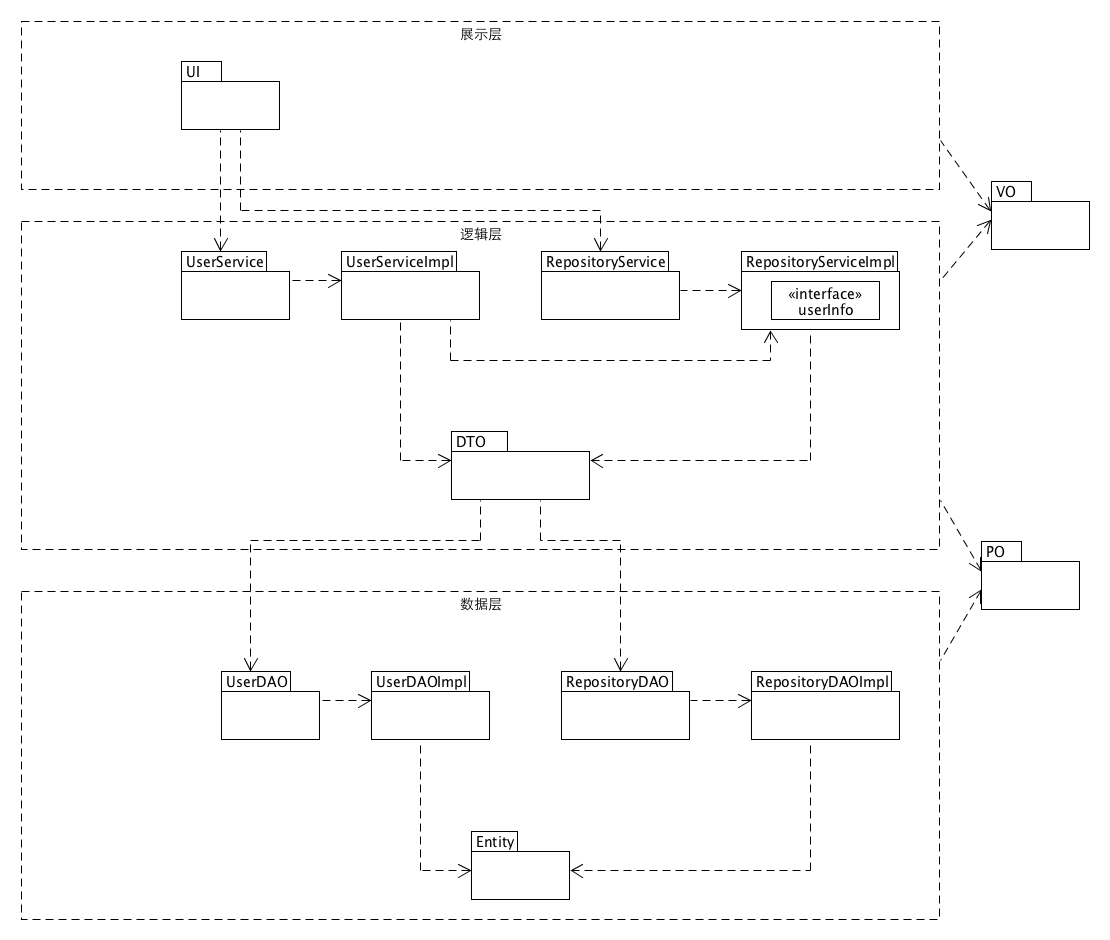 展示层
UI
VO
逻辑层
UserService
UserServiceImpl
RepositoryService
RepositoryServiceImpl
«interface»
userInfo
DTO
PO
数据层
UserDAO
UserDAOImpl
RepositoryDAO
RepositoryDAOImpl
Entity